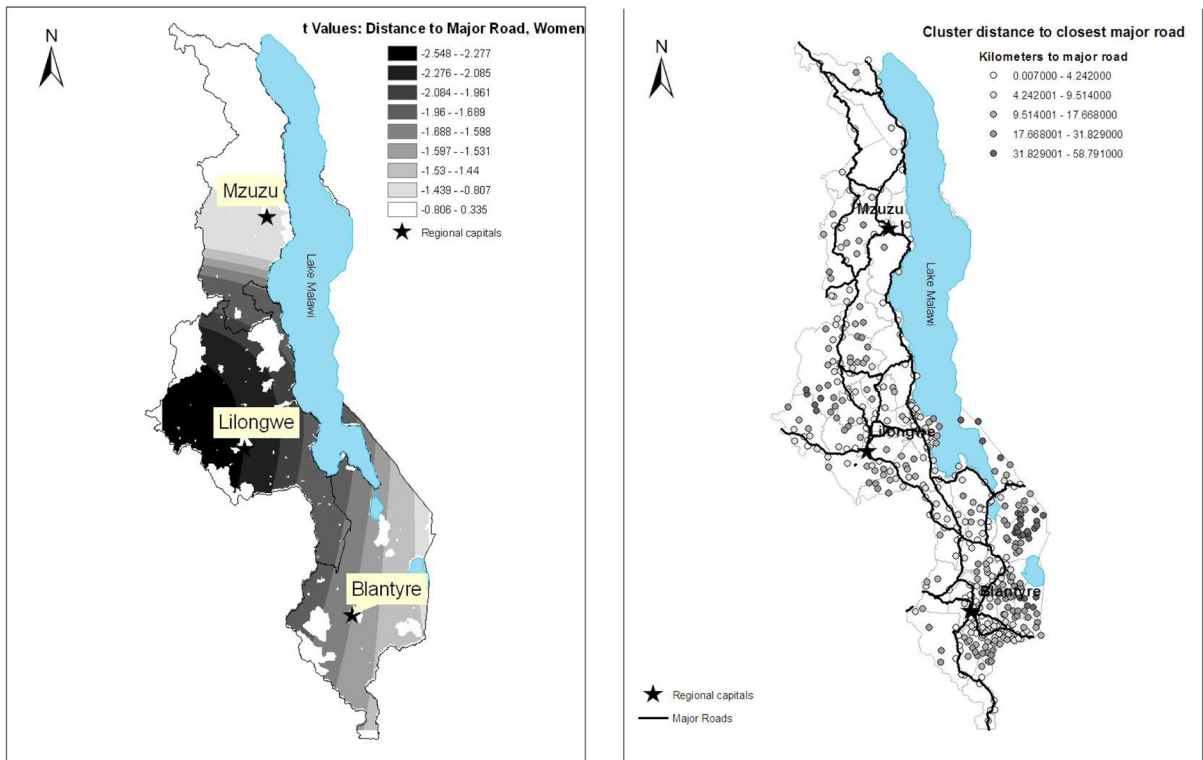 N
t Values: Distance to Major Road, Women
-2.548 - -2.277
-2.276 - -2.085
-2.084 - -1.961
-1.96 - -1.689
-1.688 - -1.598
-1.597 - -1.531
-1.53 - -1.44
-1.439 - -0.807
-0.806 - 0.335
Regional capitals
Mzuzu
Lake Malawi
Lilongwe
Blantyre
N
Cluster distance to closest major road
Kilometers to major road
0.007000 - 4.242000
4.242001 - 9.514000
9.514001 - 17.668000
17.668001 - 31.829000
31.829001 - 58.791000
Mzuzu
Lake Malawi
Lilongwe
Blantyre
Regional capitals
Major Roads